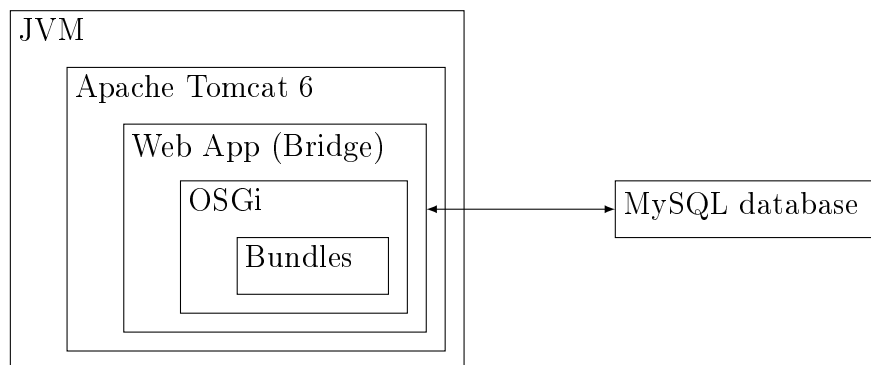 JVM
Apache Tomcat 6
Web App (Bridge)
OSGi
Bundles
MySQL database